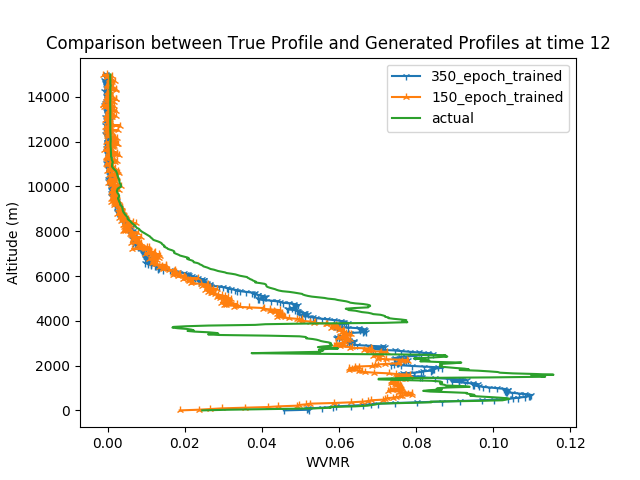 Comparison between True Profile and Generated Profiles at time 12
350_epoch_trained
150_epoch_trained
actual
Altitude (m)
14000
12000
10000
8000
6000
4000
2000
0
0.00 0.02 0.04 0.06 0.08 0.10 0.12
WVMR